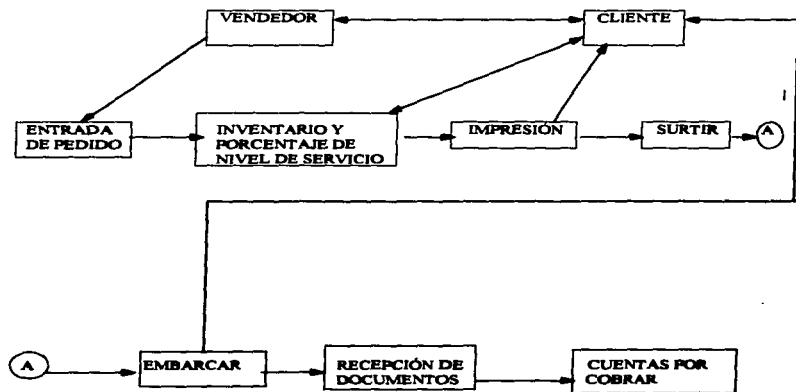 VENDEDOR
CLIENTE
ENTRADA
DE PEDIDO
INVENTARIO Y
PORCENTAJE DE
NIVEL DE SERVICIO
IMPRESIÓN
SURTIR
A
A
EMBARCAR
RECEPCIÓN DE
DOCUMENTOS
CUENTAS POR
COBRAR